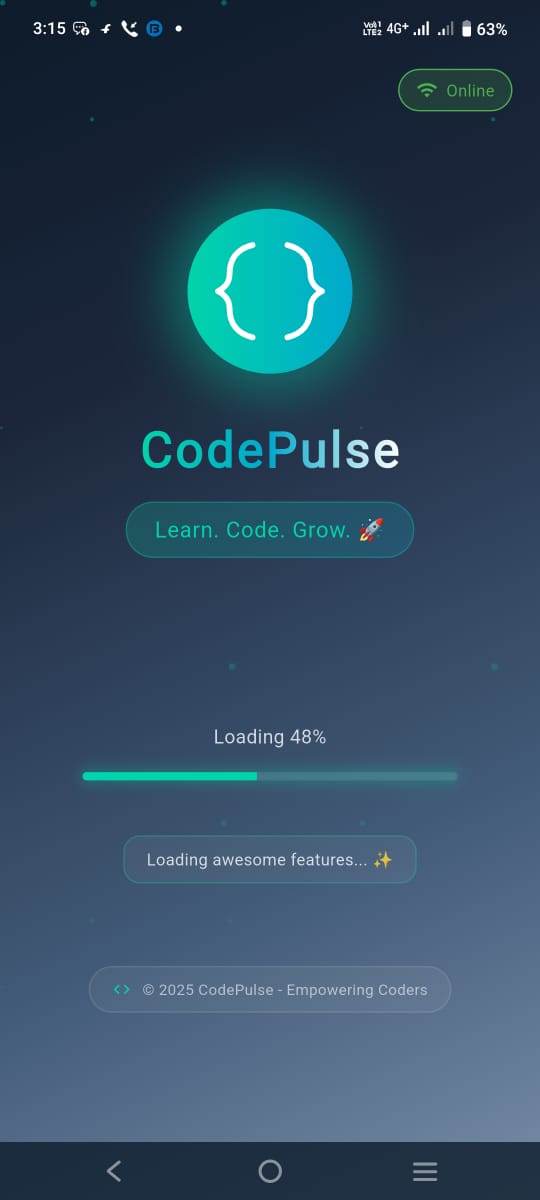 3:15 VoLTE1 LTE2 4G+ 63%
Online
{ }
CodePulse
Learn. Code. Grow. 🚀
Loading 48%
Loading awesome features... ✨
<> © 2025 CodePulse - Empowering Coders